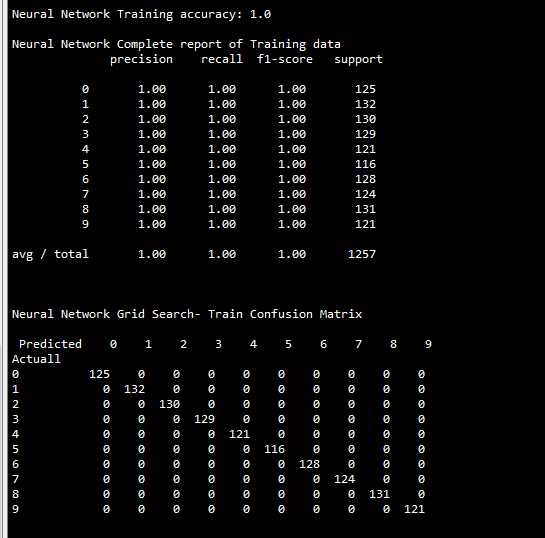 Neural Network Training accuracy: 1.0
Neural Network Complete report of Training data
precision recall f1-score support
0 1.00 1.00 1.00 125
1 1.00 1.00 1.00 132
2 1.00 1.00 1.00 130
3 1.00 1.00 1.00 129
4 1.00 1.00 1.00 121
5 1.00 1.00 1.00 116
6 1.00 1.00 1.00 128
7 1.00 1.00 1.00 124
8 1.00 1.00 1.00 131
9 1.00 1.00 1.00 121
avg / total 1.00 1.00 1.00 1257
Neural Network Grid Search- Train Confusion Matrix
Predicted 0 1 2 3 4 5 6 7 8 9
Actuall
0 125 0 0 0 0 0 0 0 0 0
1 0 132 0 0 0 0 0 0 0 0
2 0 0 130 0 0 0 0 0 0 0
3 0 0 0 129 0 0 0 0 0 0
4 0 0 0 0 121 0 0 0 0 0
5 0 0 0 0 0 116 0 0 0 0
6 0 0 0 0 0 0 128 0 0 0
7 0 0 0 0 0 0 0 124 0 0
8 0 0 0 0 0 0 0 0 131 0
9 0 0 0 0 0 0 0 0 0 121